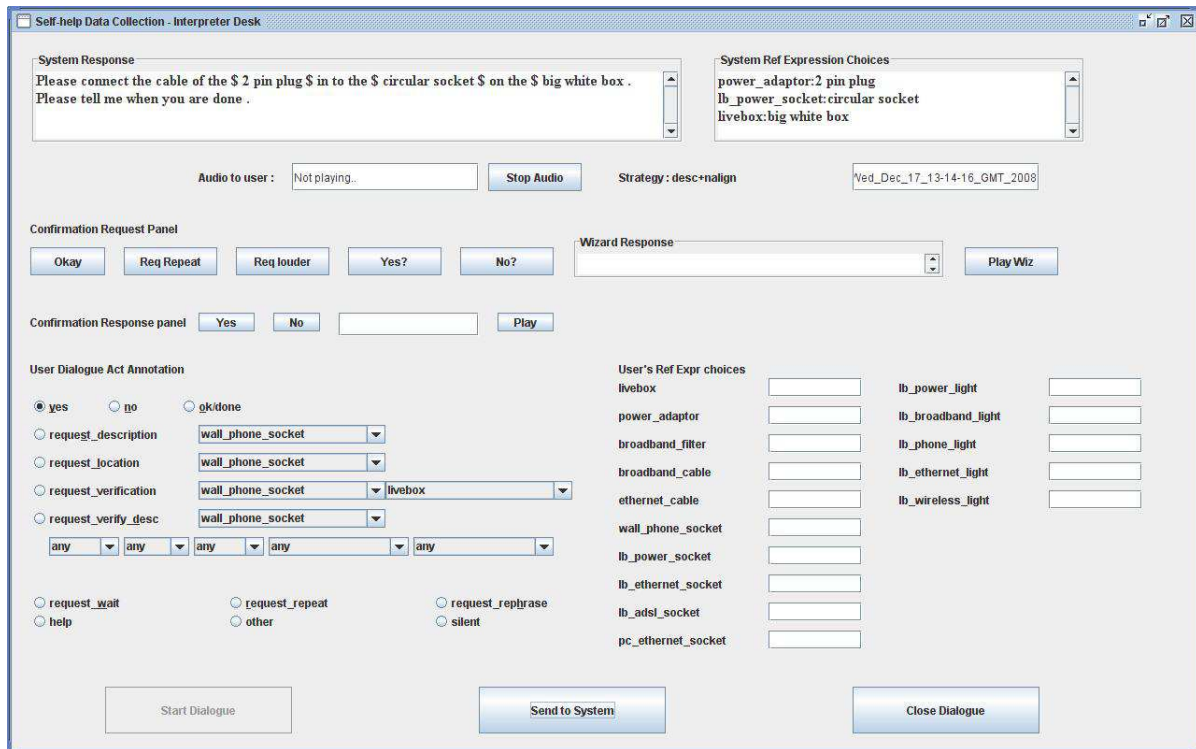 Self-help Data Collection - Interpreter Desk
System Response
Please connect the cable of the $ 2 pin plug $ in to the $ circular socket $ on the $ big white box .
Please tell me when you are done .
System Ref Expression Choices
power_adaptor:2 pin plug
lb_power_socket:circular socket
livebox:big white box
Audio to user : Not playing.. Stop Audio Strategy : desc+nalign Wed_Dec_17_13-14-16_GMT_2008
Confirmation Request Panel
Okay Req Repeat Req louder Yes? No? Wizard Response Play Wiz
Confirmation Response panel Yes No Play
User Dialogue Act Annotation
yes no ok/done
request_description wall_phone_socket
request_location wall_phone_socket
request_verification wall_phone_socket livebox
request_verify_desc wall_phone_socket
any any any any any
request_wait request_repeat request_rephrase
help other silent
User's Ref Expr choices
livebox lb_power_light
power_adaptor lb_broadband_light
broadband_filter lb_phone_light
broadband_cable lb_ethernet_light
ethernet_cable lb_wireless_light
wall_phone_socket
lb_power_socket
lb_ethernet_socket
lb_adsl_socket
pc_ethernet_socket
Start Dialogue Send to System Close Dialogue